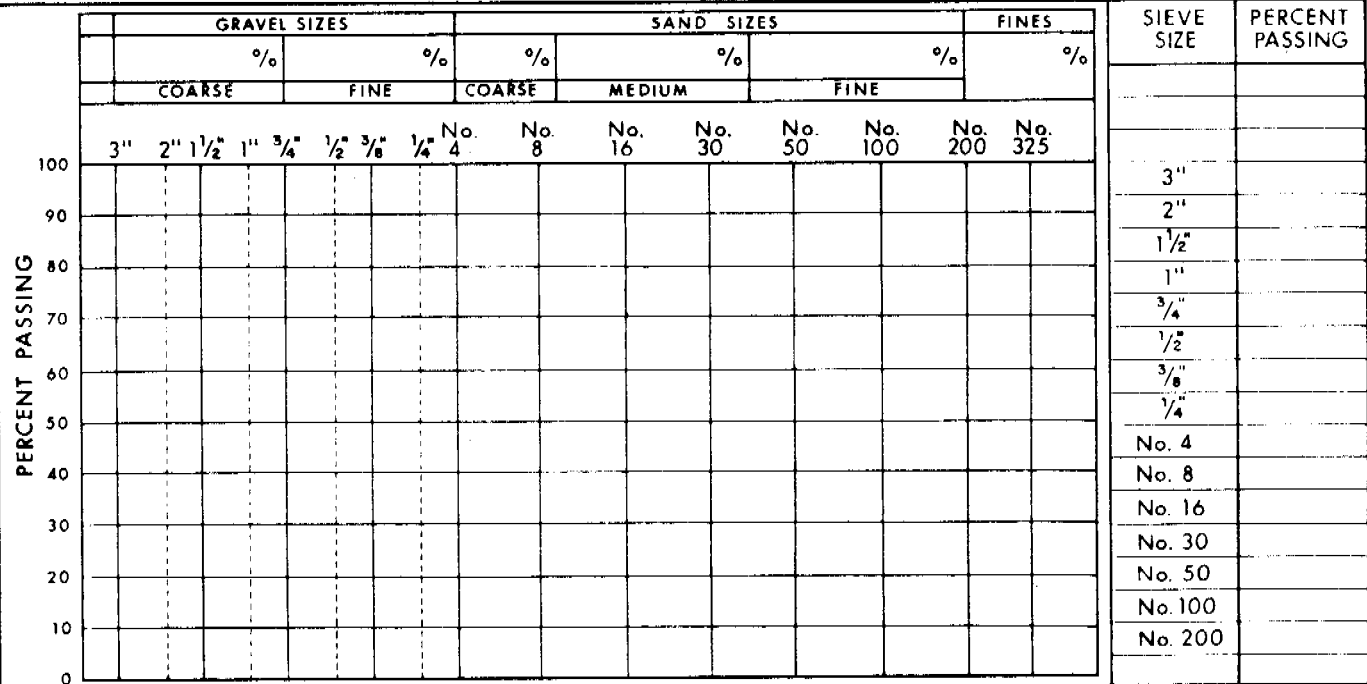 GRAVEL SIZES SAND SIZES FINES
% % % % % %
COARSE FINE COARSE MEDIUM FINE
No. No. No. No. No. No. No. No.
3" 2" 1½" 1" ¾" ½" ⅜" ¼" 4 8 16 30 50 100 200 325
100
90
80
70
60
50
40
30
20
10
0
PERCENT PASSING
SIEVE SIZE PERCENT PASSING
3"
2"
1½"
1"
¾"
½"
⅜"
¼"
No. 4
No. 8
No. 16
No. 30
No. 50
No. 100
No. 200